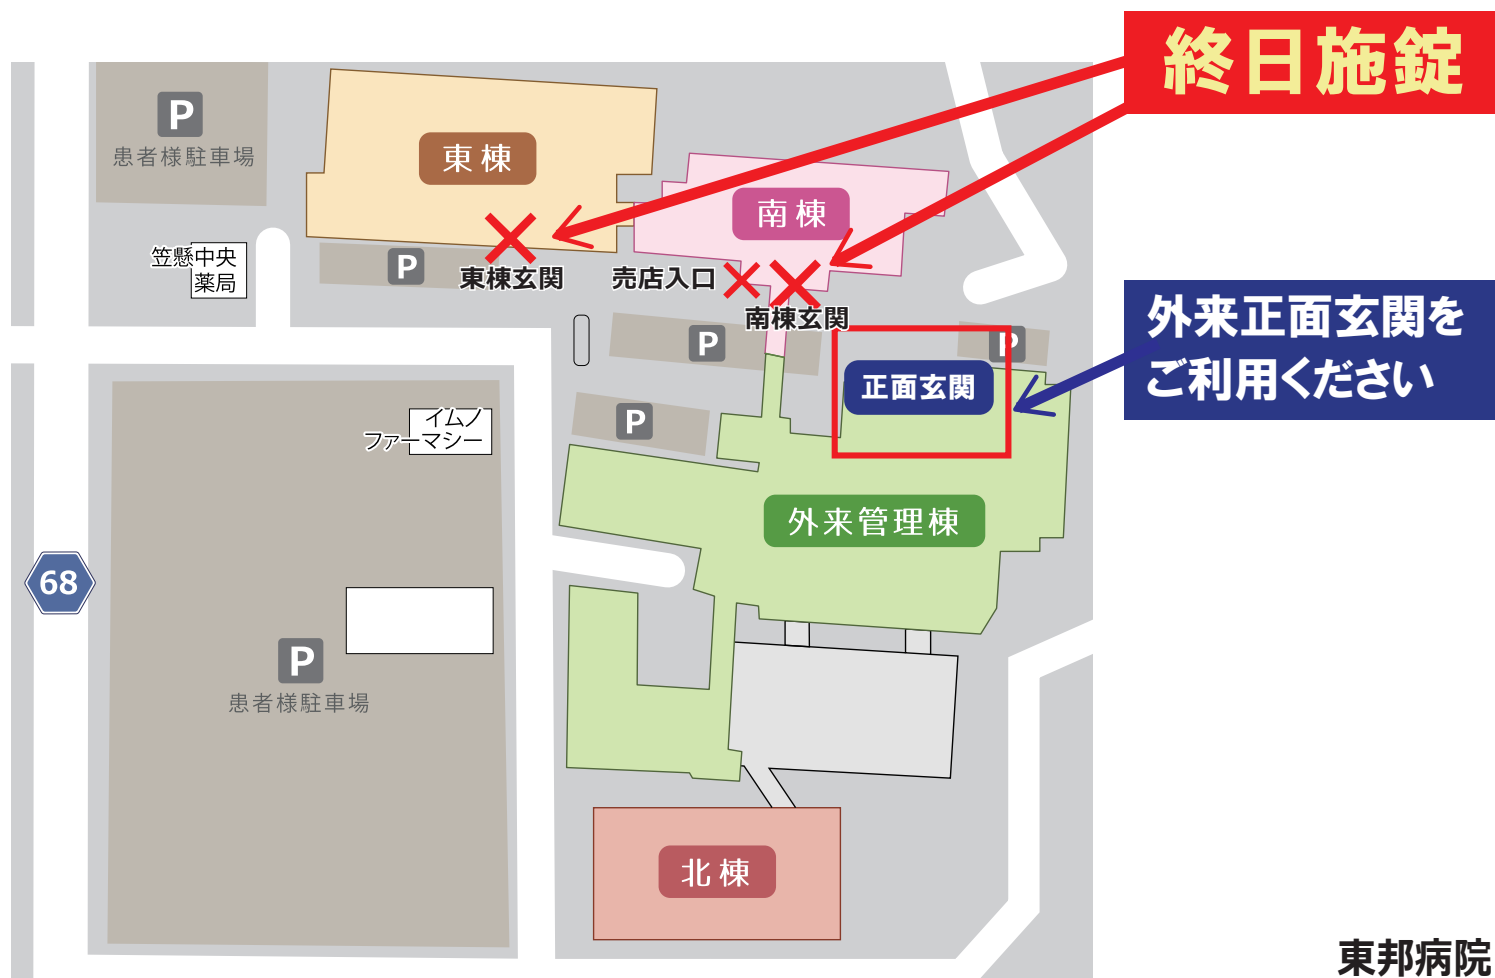 終日施錠
P
患者様駐車場
東棟
南棟
笠懸中央
薬局
P
東棟玄関
売店入口
南棟玄関
外来正面玄関を
ご利用ください
P
P
正面玄関
P
イムノ
ファーマシー
外来管理棟
68
P
患者様駐車場
北棟
東邦病院